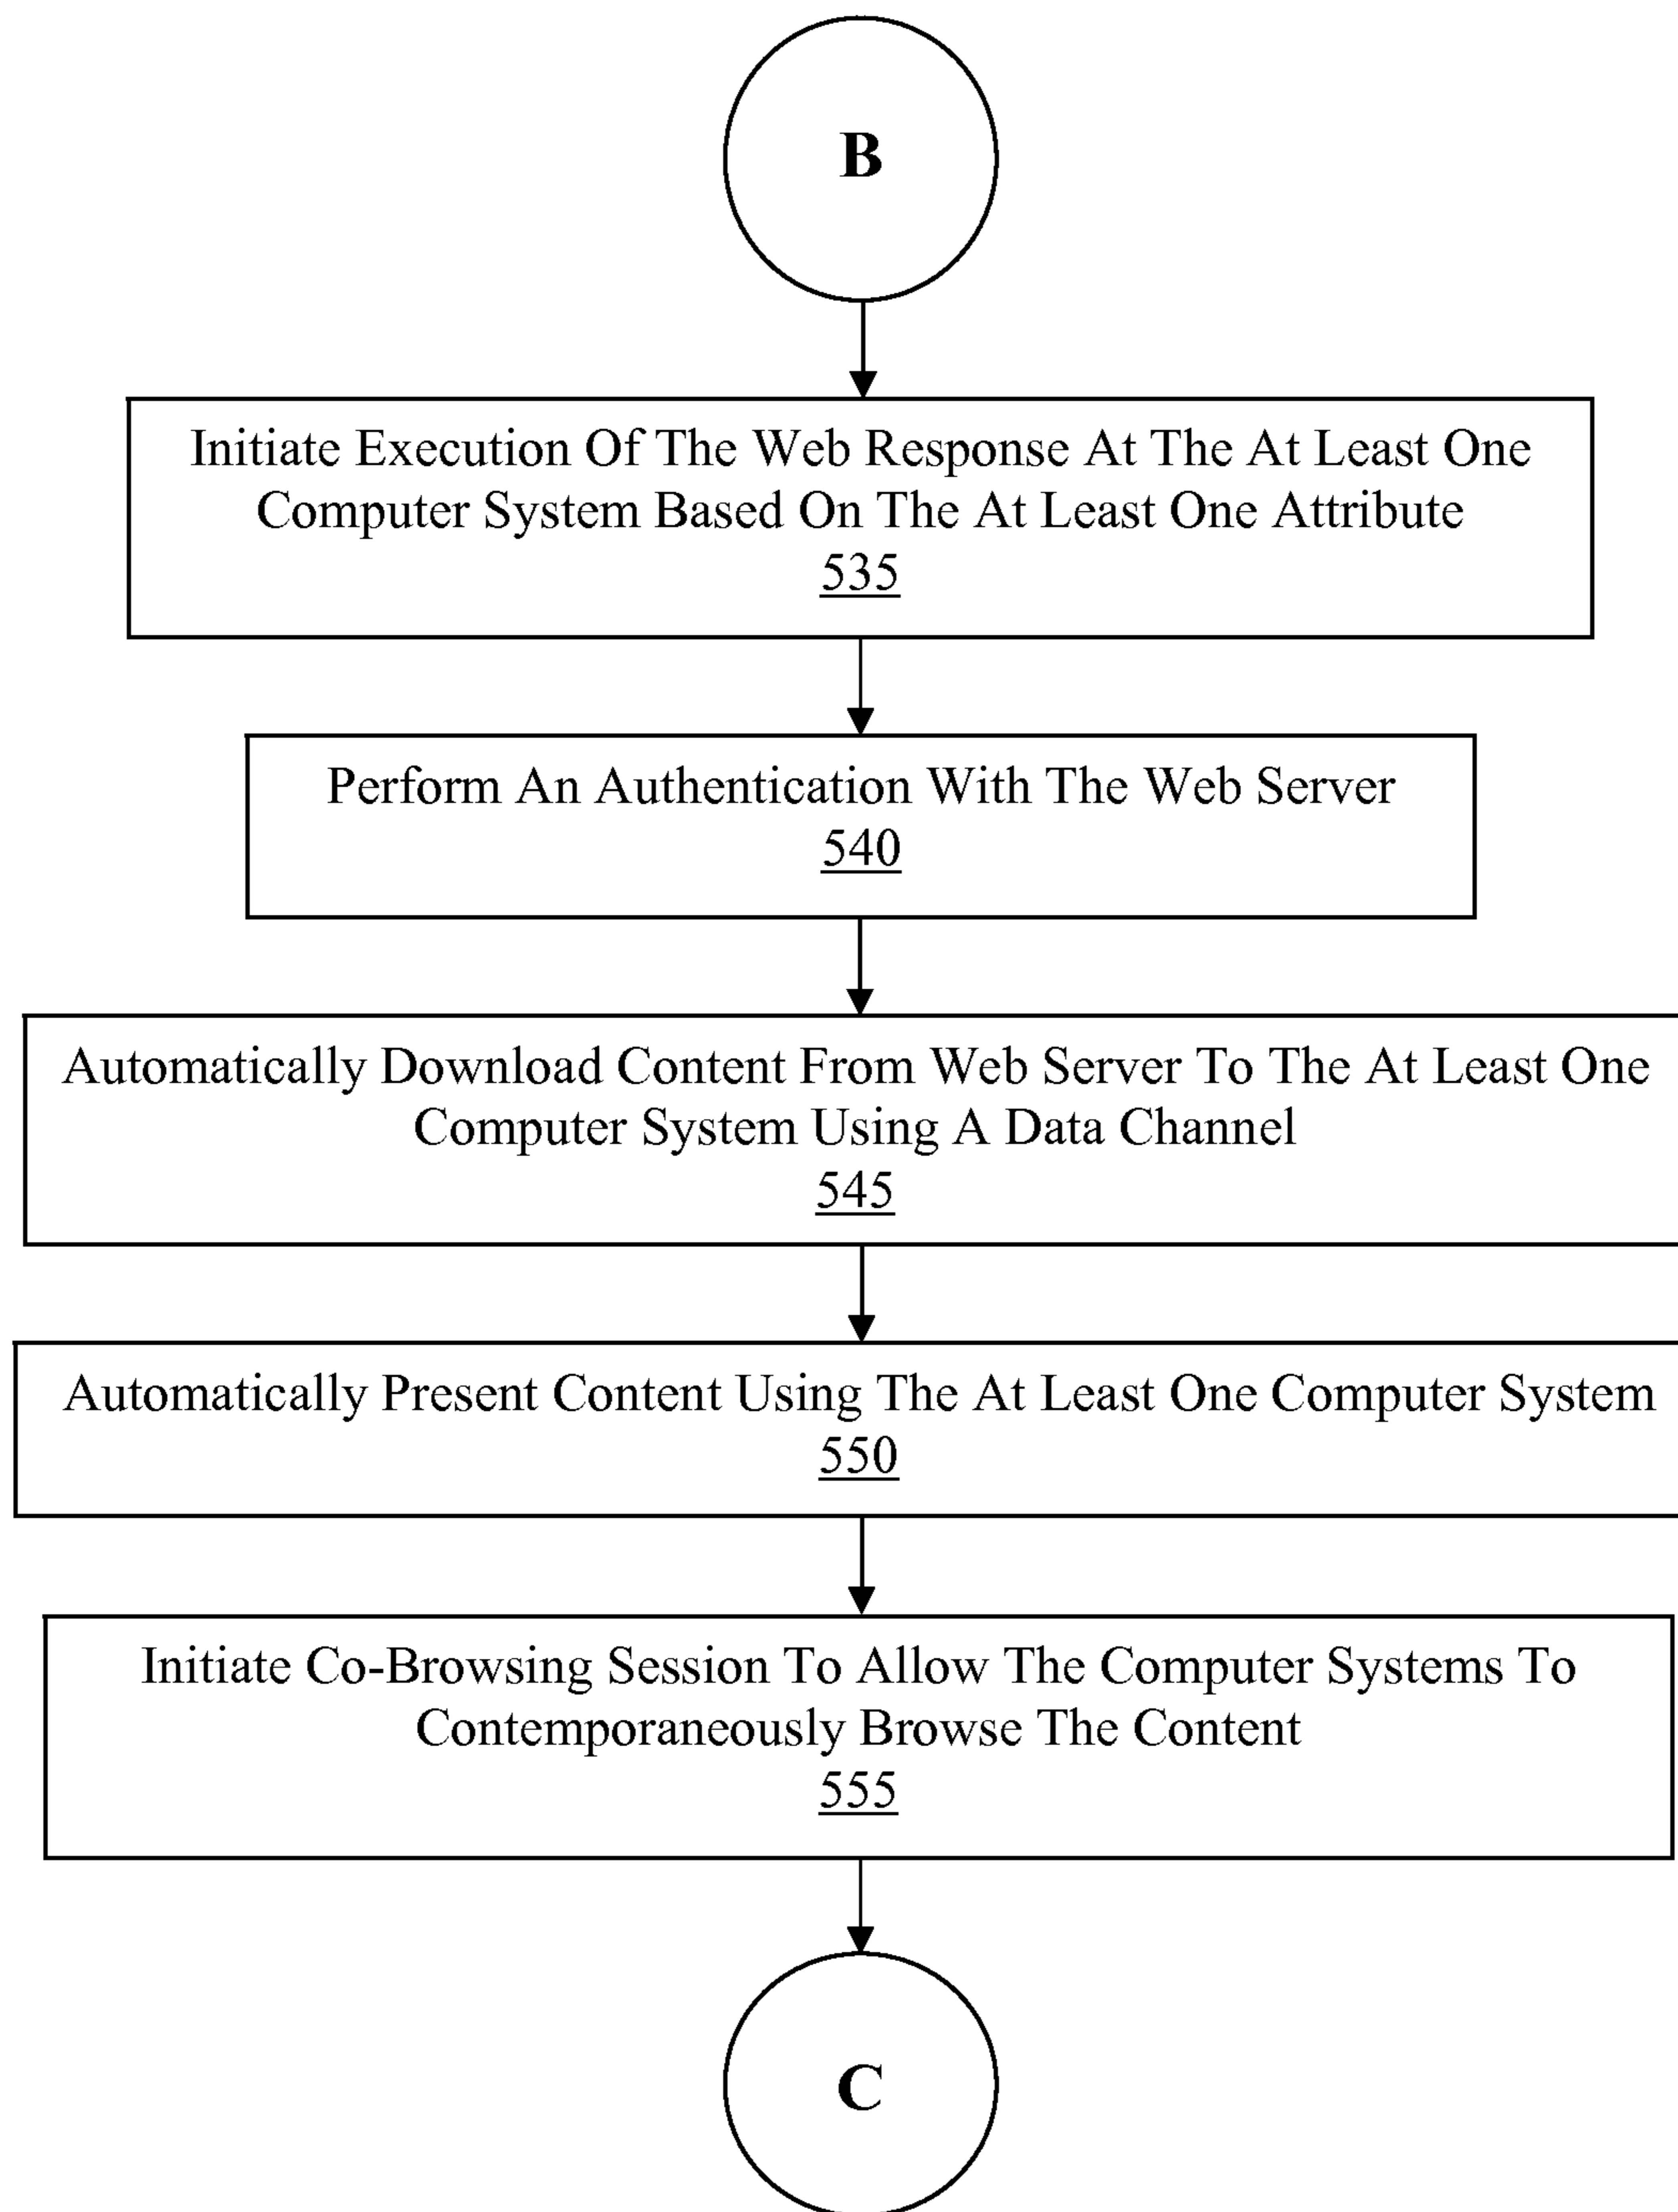 B
Initiate Execution Of The Web Response At The At Least One
Computer System Based On The At Least One Attribute
535
Perform An Authentication With The Web Server
540
Automatically Download Content From Web Server To The At Least One
Computer System Using A Data Channel
545
Automatically Present Content Using The At Least One Computer System
550
Initiate Co-Browsing Session To Allow The Computer Systems To
Contemporaneously Browse The Content
555
C